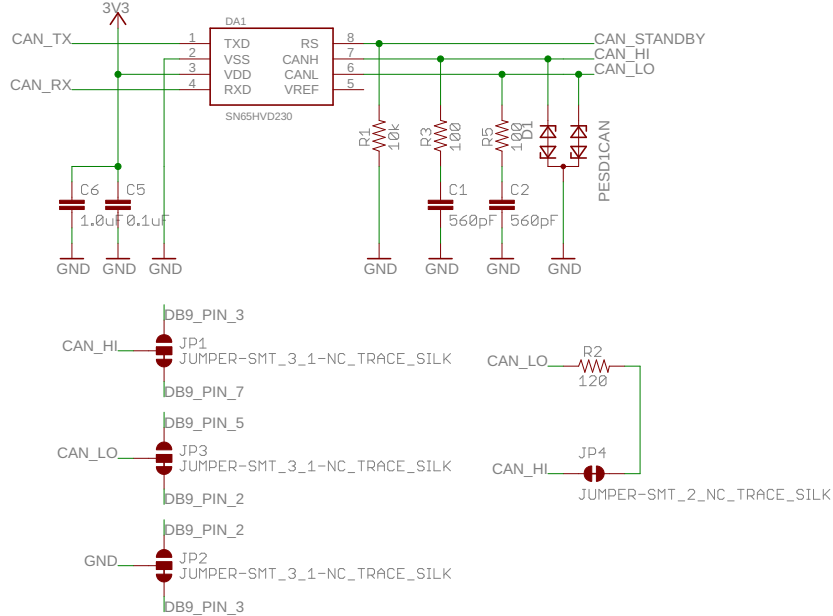 3V3
DA1
CAN_TX 1 TXD RS 8 CAN_STANDBY
2 VSS CANH 7 CAN_HI
3 VDD CANL 6 CAN_LO
CAN_RX 4 RXD VREF 5
SN65HVD230
R1 10k
R3 100
R5 100
D1
PESD1CAN
C6 C5 C1 C2
1.0uF 0.1uF 560pF 560pF
GND GND GND GND GND GND GND
DB9_PIN_3
CAN_HI JP1
JUMPER-SMT_3_1-NC_TRACE_SILK
DB9_PIN_7
DB9_PIN_5
CAN_LO JP3
JUMPER-SMT_3_1-NC_TRACE_SILK
DB9_PIN_2
DB9_PIN_2
GND JP2
JUMPER-SMT_3_1-NC_TRACE_SILK
DB9_PIN_3
R2
CAN_LO
120
JP4
CAN_HI
JUMPER-SMT_2_NC_TRACE_SILK